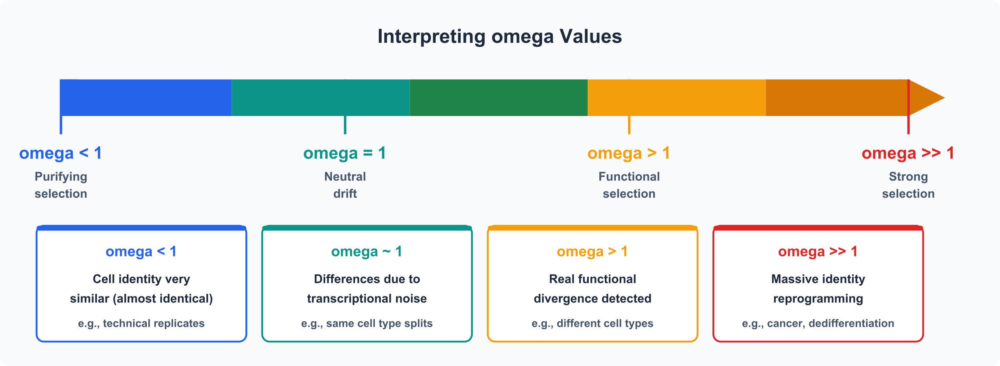 Interpreting omega Values
omega < 1
omega = 1
omega > 1
omega >> 1
Purifying
selection
Neutral
drift
Functional
selection
Strong
selection
omega < 1
Cell identity very
similar (almost identical)
e.g., technical replicates
omega ~ 1
Differences due to
transcriptional noise
e.g., same cell type splits
omega > 1
Real functional
divergence detected
e.g., different cell types
omega >> 1
Massive identity
reprogramming
e.g., cancer, dedifferentiation